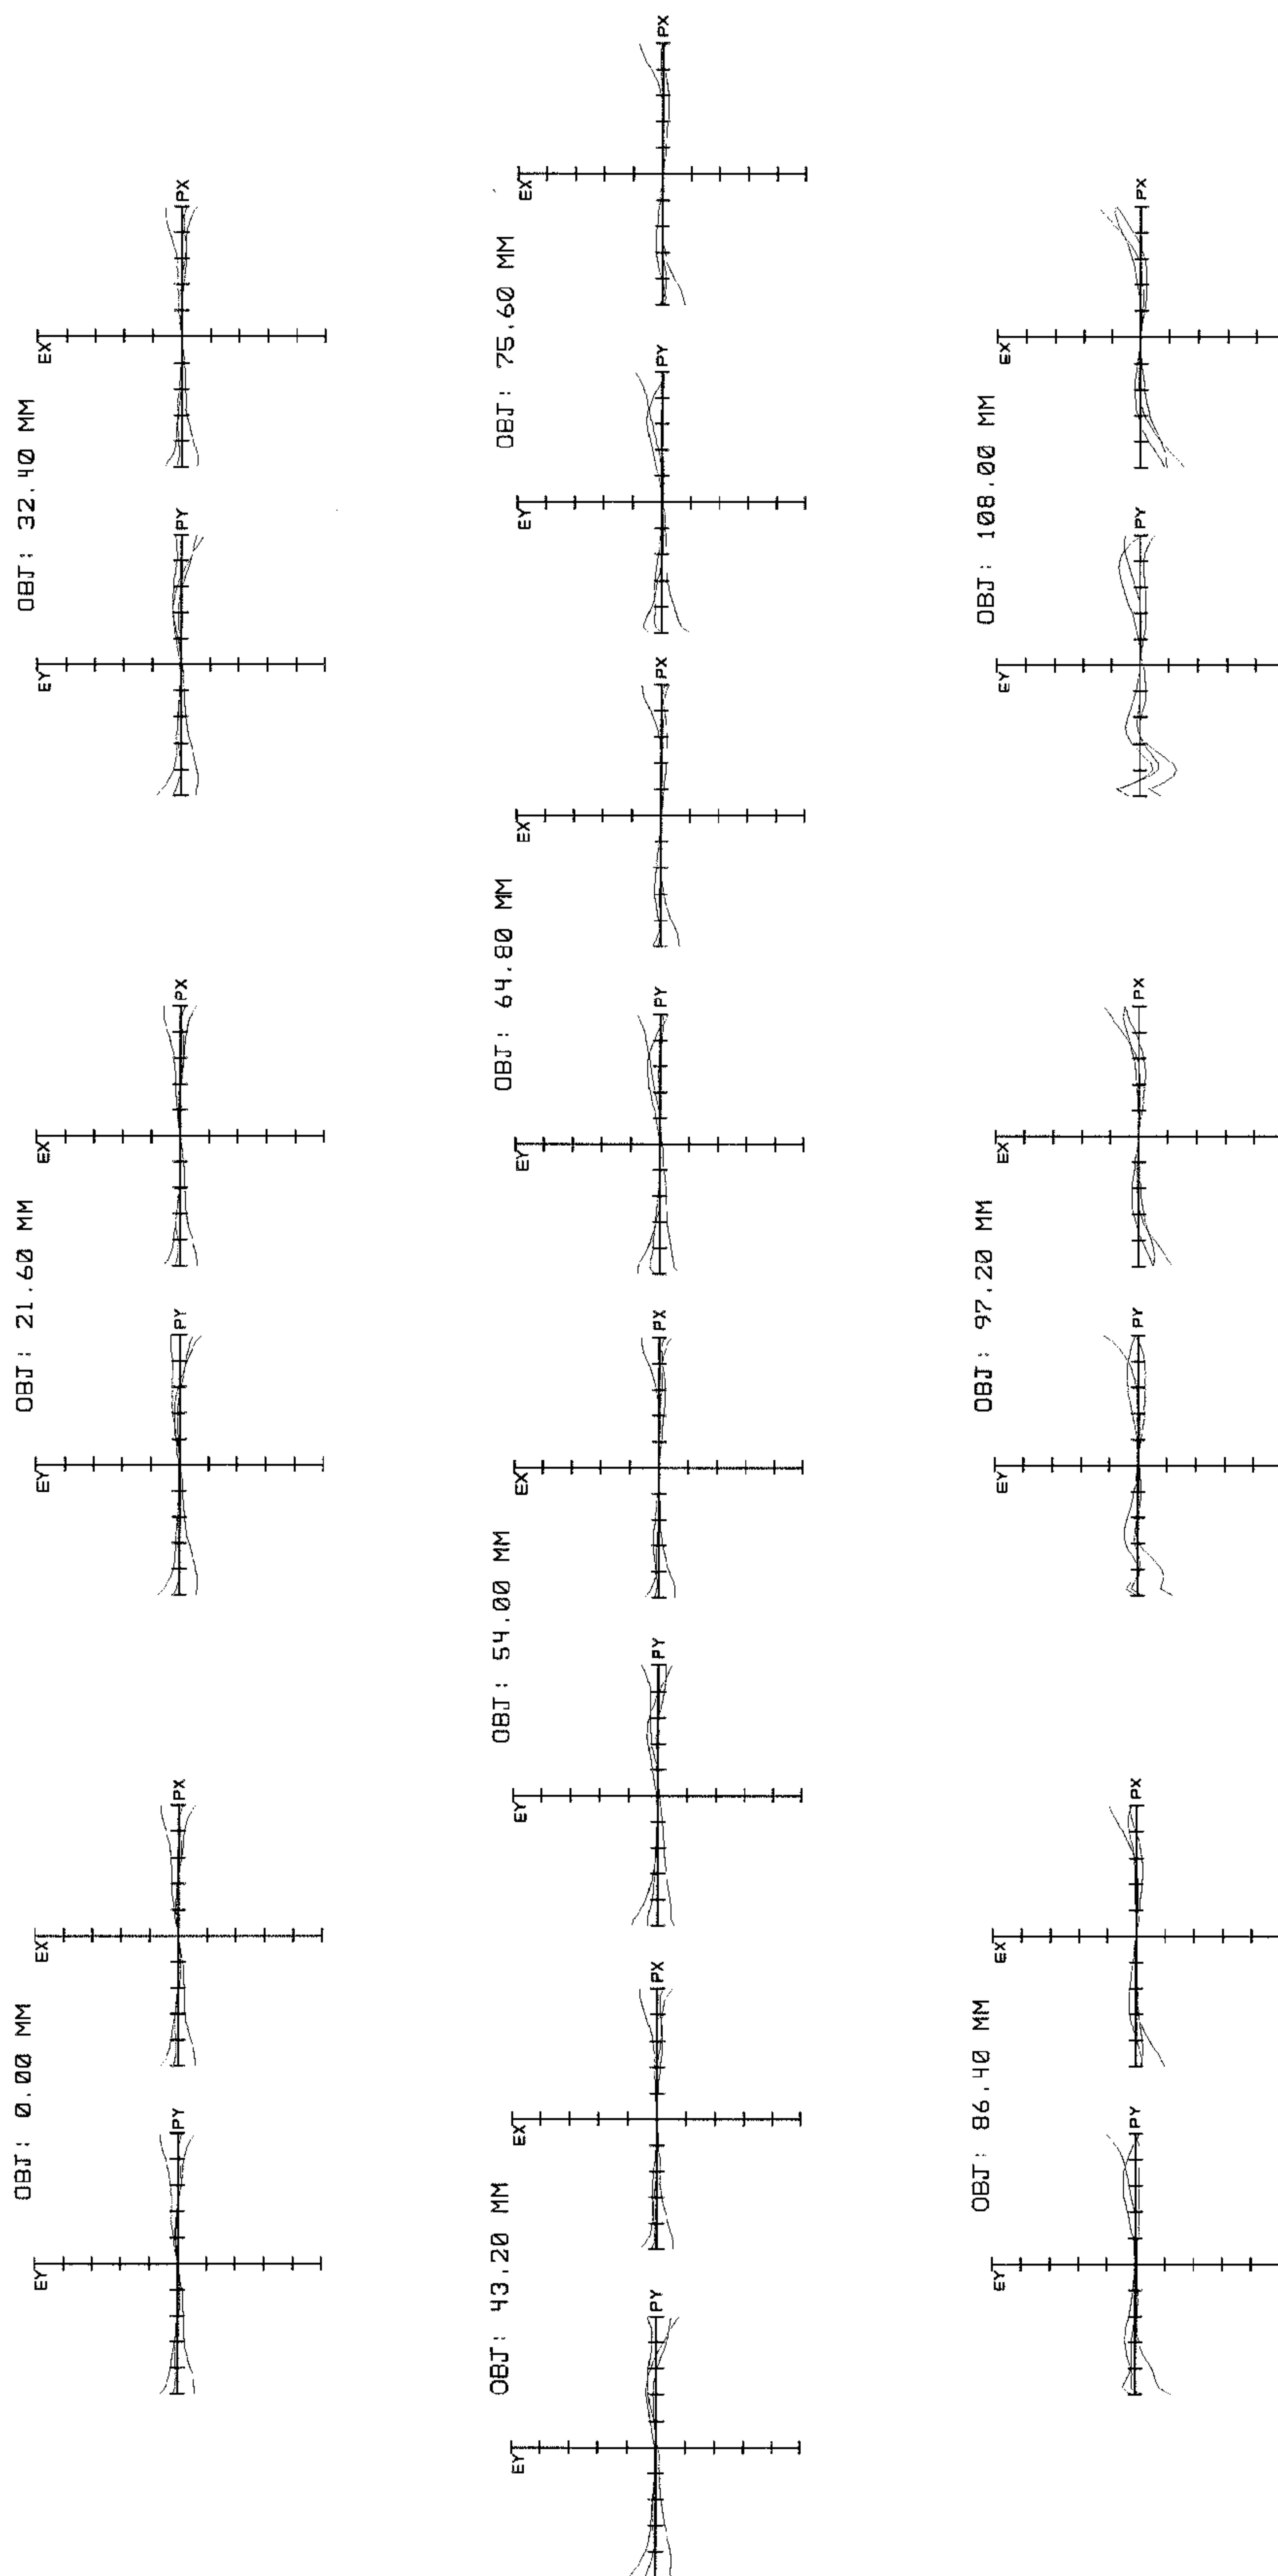 OBJ: 0.00 MM
EY
PY
EX
PX
OBJ: 21.60 MM
EY
PY
EX
PX
OBJ: 32.40 MM
EY
PY
EX
PX
OBJ: 43.20 MM
EY
PY
EX
PX
OBJ: 54.00 MM
EY
PY
EX
PX
OBJ: 64.80 MM
EY
PY
EX
PX
OBJ: 75.60 MM
EY
PY
EX
PX
OBJ: 86.40 MM
EY
PY
EX
PX
OBJ: 97.20 MM
EY
PY
EX
PX
OBJ: 108.00 MM
EY
PY
EX
PX